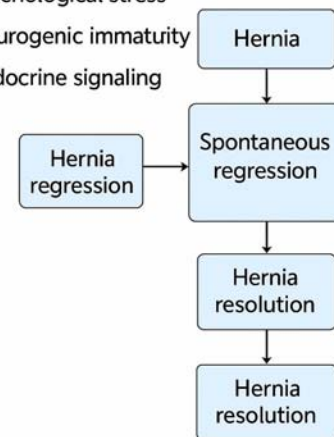 urogenic immaturity
docrine signaling
Hernia
Hernia
regression
Spontaneous
regression
Hernia
resolution
Hernia
resolution